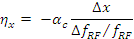 η_x = −α_c Δx / (Δf_RF / f_RF)